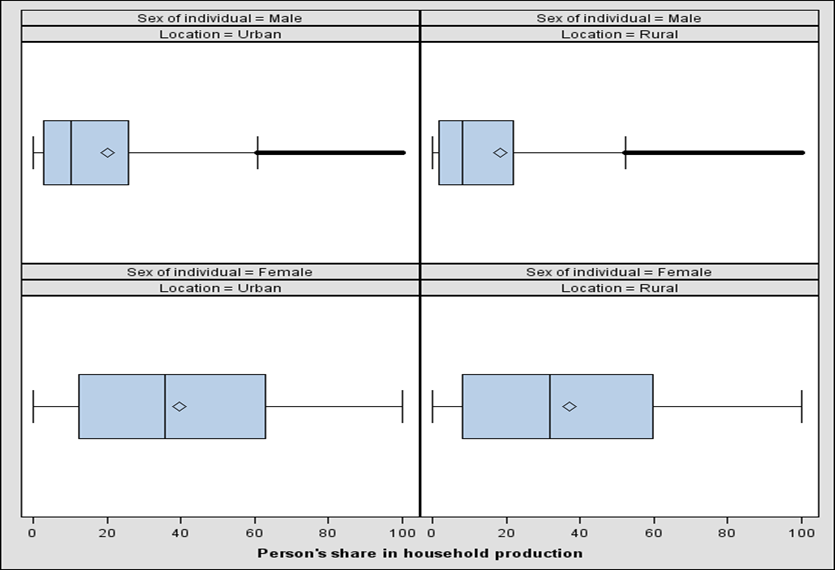 Sex of individual = Male
Location = Urban
Sex of individual = Male
Location = Rural
Sex of individual = Female
Location = Urban
Sex of individual = Female
Location = Rural
0 20 40 60 80 100 0 20 40 60 80 100
Person's share in household production